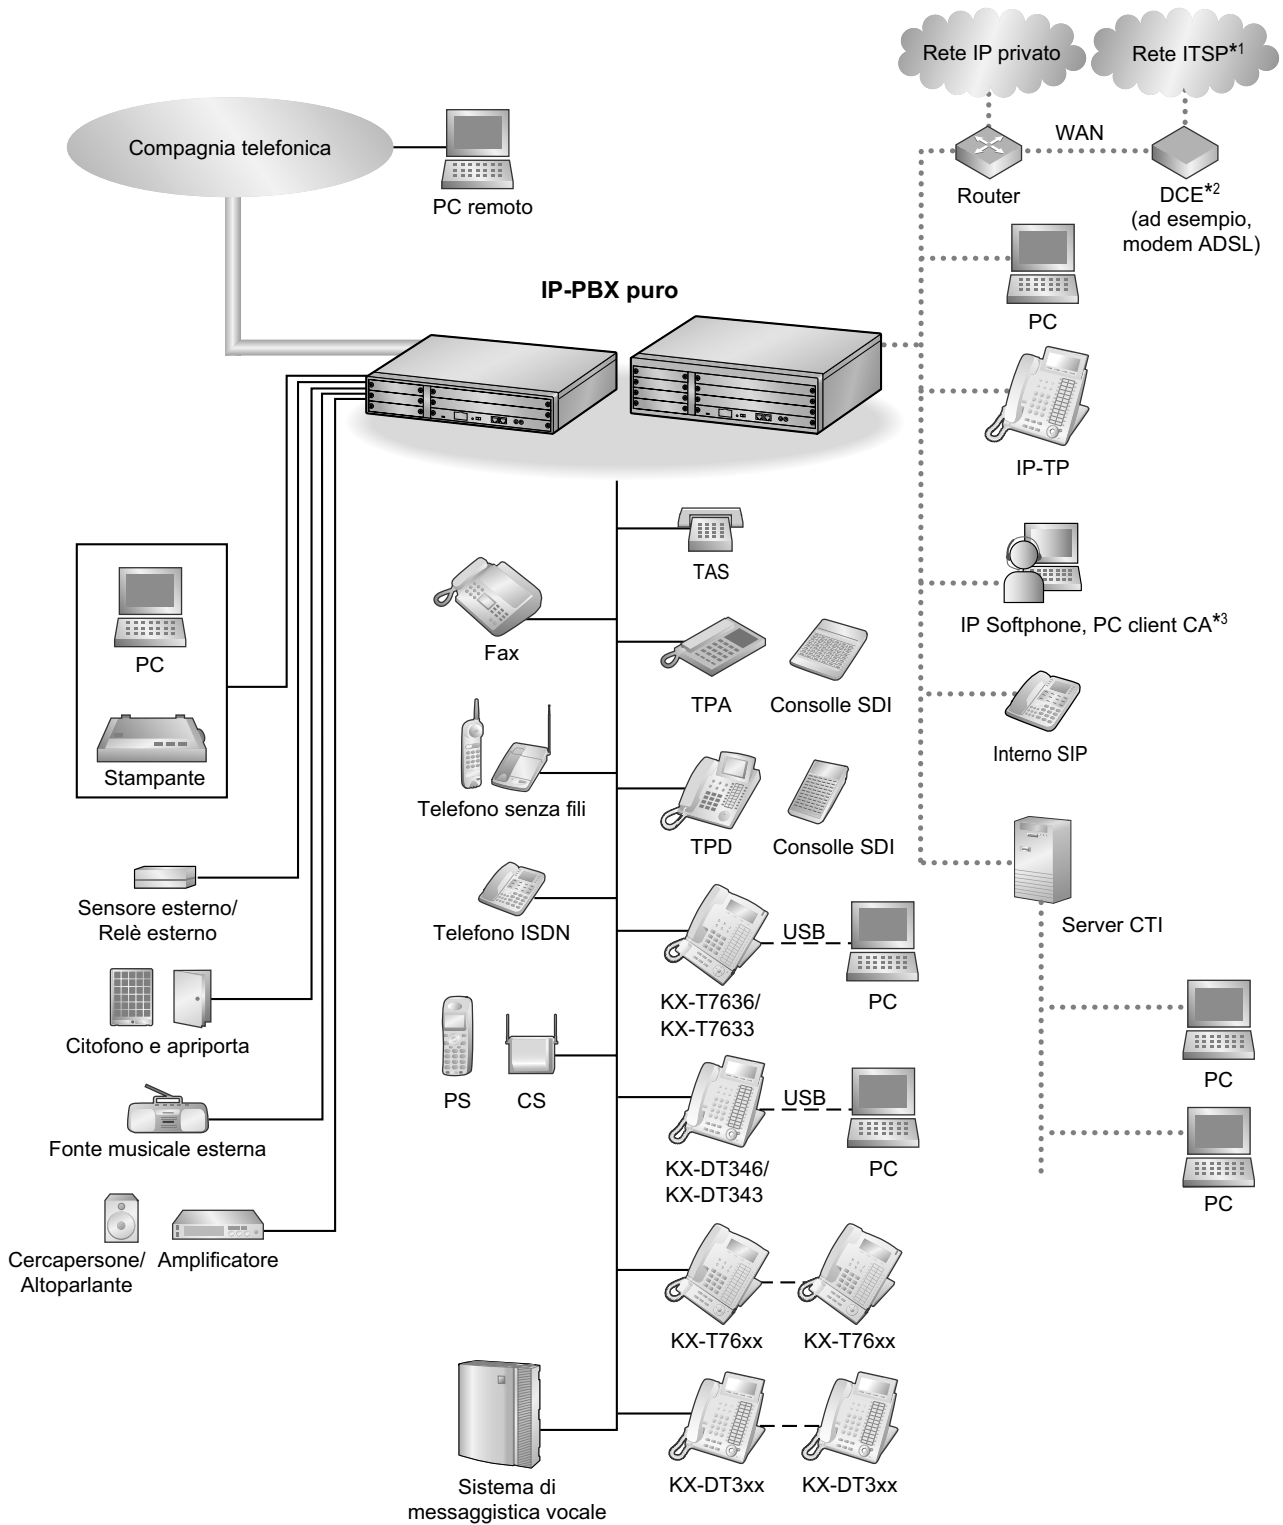 Rete IP privato
Rete ITSP*1
Compagnia telefonica
PC remoto
WAN
Router
DCE*2
(ad esempio,
modem ADSL)
IP-PBX puro
PC
IP-TP
TAS
Fax
IP Softphone, PC client CA*3
PC
Stampante
TPA
Consolle SDI
Interno SIP
Telefono senza fili
TPD
Consolle SDI
Sensore esterno/
Relè esterno
Telefono ISDN
Server CTI
USB
KX-T7636/
KX-T7633
PC
Citofono e apriporta
PS
CS
PC
USB
Fonte musicale esterna
KX-DT346/
KX-DT343
PC
PC
Cercapersone/
Altoparlante
Amplificatore
KX-T76xx
KX-T76xx
Sistema di
messaggistica vocale
KX-DT3xx
KX-DT3xx